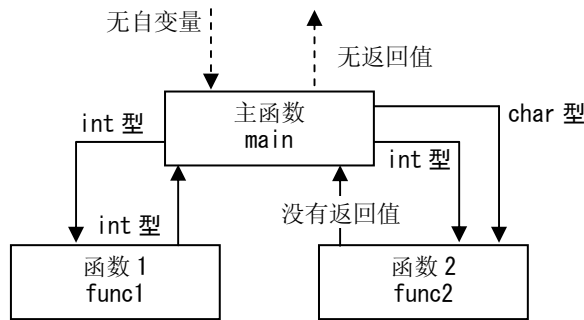 无自变量
无返回值
主函数
main
int 型
char 型
int 型
int 型
没有返回值
函数 1
func1
函数 2
func2